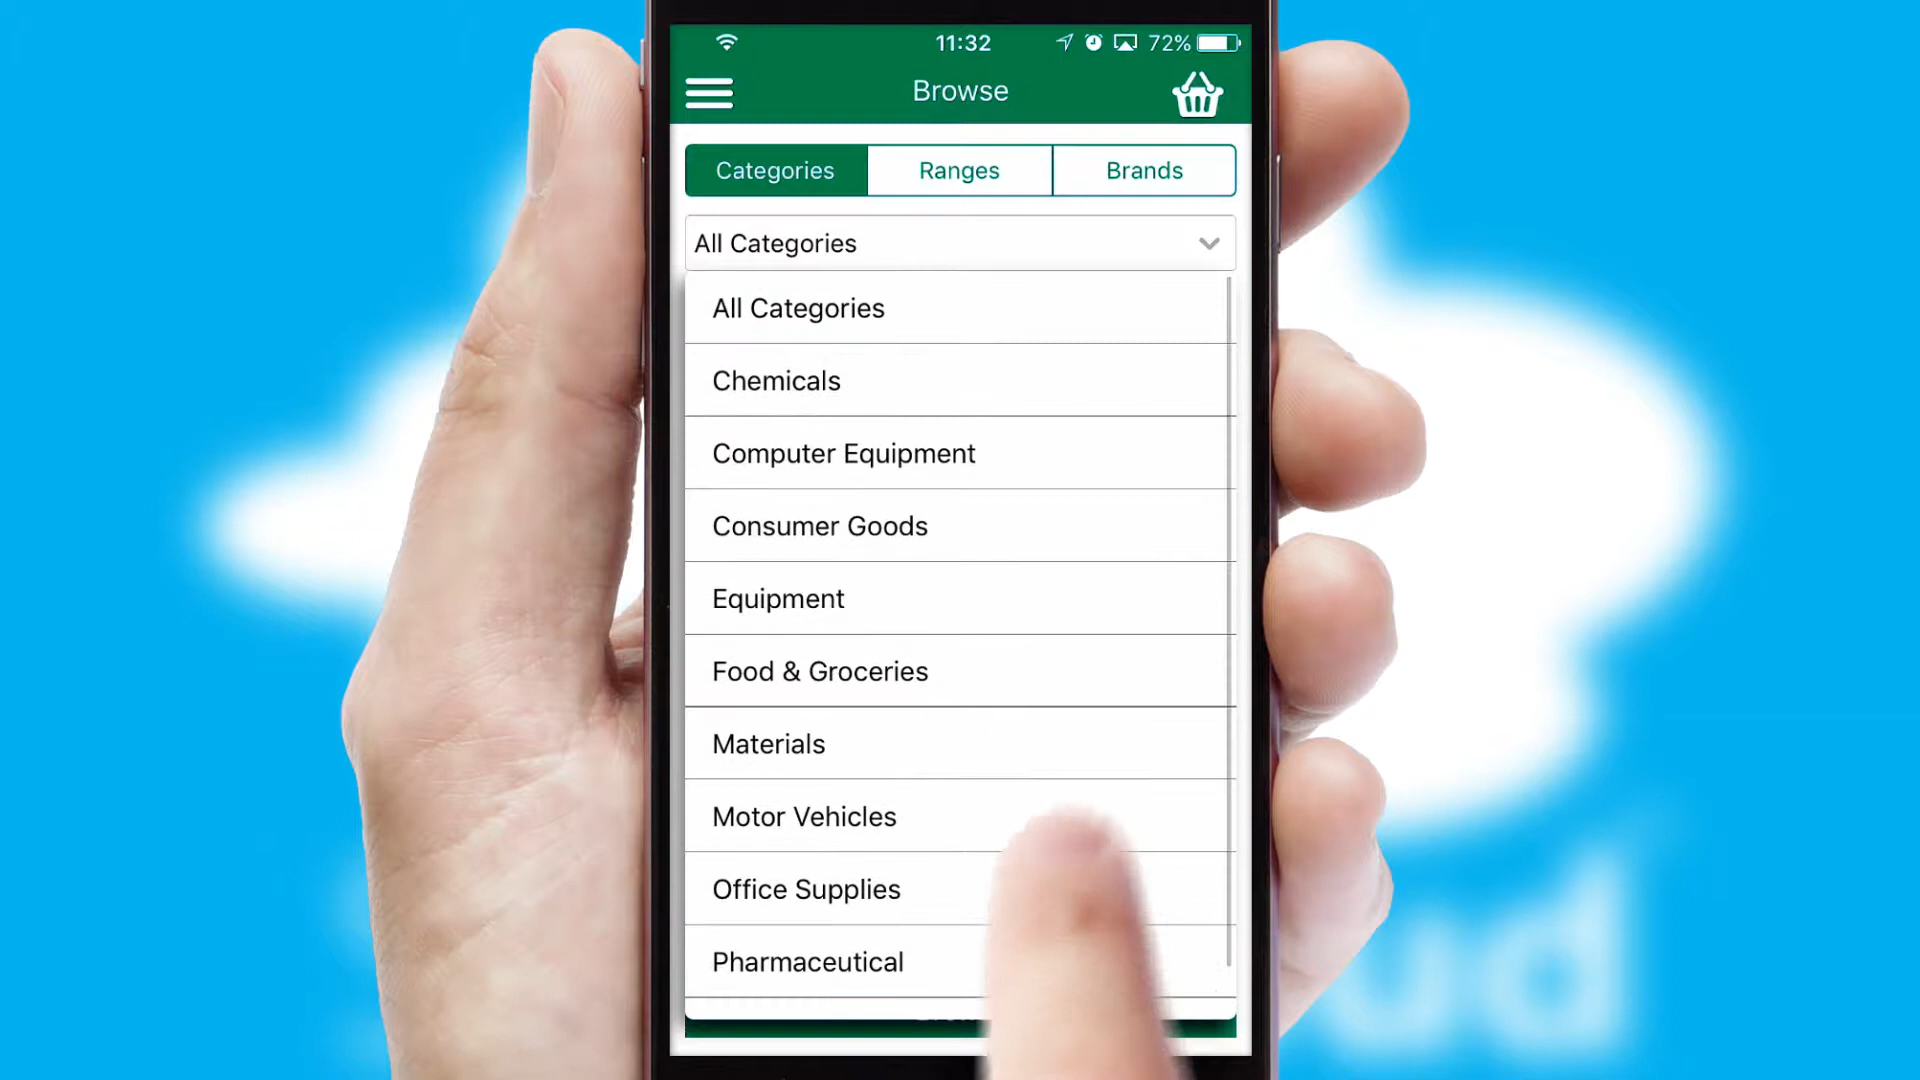 11:32 72%
Browse
Categories Ranges Brands
All Categories
All Categories
Chemicals
Computer Equipment
Consumer Goods
Equipment
Food & Groceries
Materials
Motor Vehicles
Office Supplies
Pharmaceutical